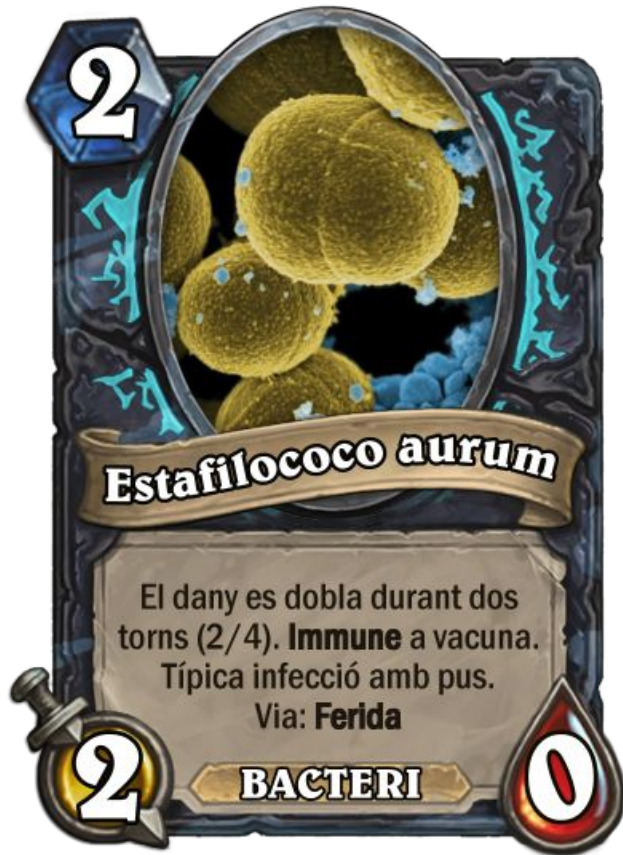 2
Estafilococo aurum
El dany es dobla durant dos
torns (2/4). Immune a vacuna.
Típica infecció amb pus.
Via: Ferida
2
BACTERI
0